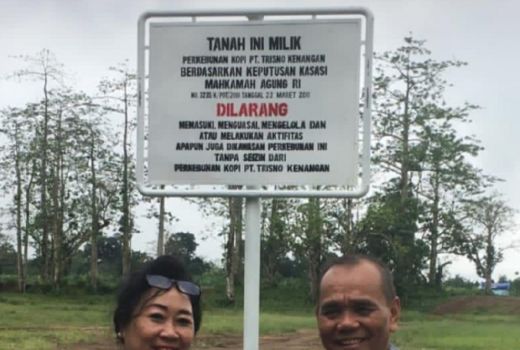 TANAH INI MILIK
PERKEBUNAN KOPI PT. TRISNO KENANGAN
BERDASARKAN KEPUTUSAN KASASI
MAHKAMAH AGUNG RI
TANGGAL 22 MARET 2011
DILARANG
MEMASUKI, MENGUASAI, MENGELOLA DAN
ATAU MELAKUKAN AKTIFITAS
APAPUN JUGA DIKAWASAN PERKEBUNAN INI
TANPA SEIZIN DARI
PERKEBUNAN KOPI PT. TRISNO KENANGAN